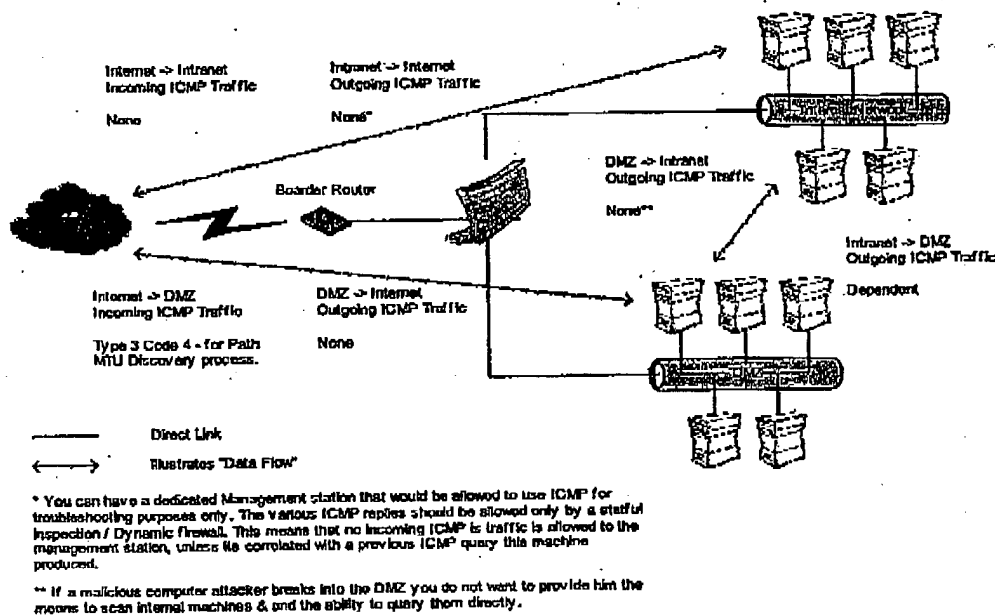 Internet -> Intranet
Incoming ICMP Traffic
None
Intranet -> Internet
Outgoing ICMP Traffic
None*
Boarder Router
DMZ -> Intranet
Outgoing ICMP Traffic
None**
Intranet -> DMZ
Outgoing ICMP Traffic
Dependent
Internet -> DMZ
Incoming ICMP Traffic
Type 3 Code 4 - for Path
MTU Discovery process.
DMZ -> Internet
Outgoing ICMP Traffic
None
DMZ
Direct Link
Illustrates "Data Flow"
* You can have a dedicated Management station that would be allowed to use ICMP for
troubleshooting purposes only. The various ICMP replies should be allowed only by a statful
Inspection / Dynamic firewall. This means that no incoming ICMP is traffic is allowed to the
management station, unless its correlated with a previous ICMP query this machine
produced.
** If a malicious computer attacker breaks into the DMZ you do not want to provide him the
means to scan internal machines & and the ability to query them directly.